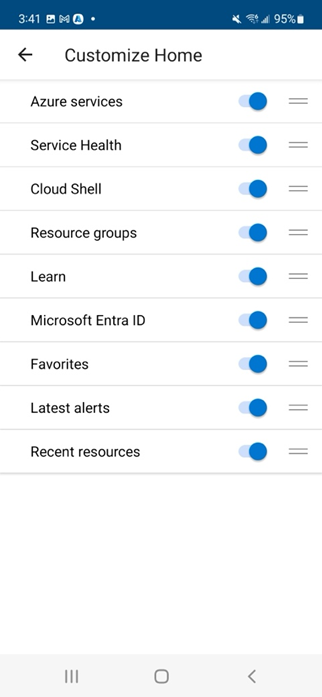 3:41 95%
Customize Home
Azure services
Service Health
Cloud Shell
Resource groups
Learn
Microsoft Entra ID
Favorites
Latest alerts
Recent resources